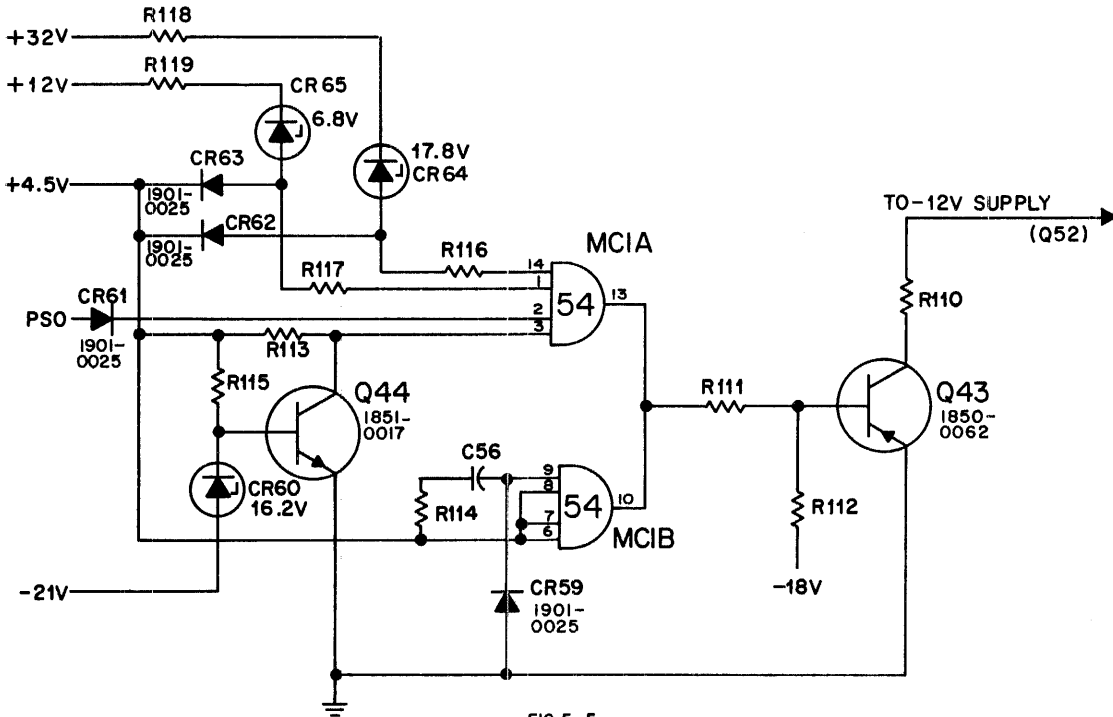 R118
+32V
R119
+12V
CR65
6.8V
17.8V
CR64
CR63
+4.5V
1901-
0025
CR62
1901-
0025
TO-12V SUPPLY
(Q52)
MC1A
R116
14
R117
1
54
13
CR61
PSO
2
3
1901-
0025
R113
R110
R115
Q44
1851-
0017
R111
Q43
1850-
0062
C56
9
8
CR60
16.2V
R114
54
10
7
6
R112
MC1B
-21V
CR59
1901-
0025
-18V